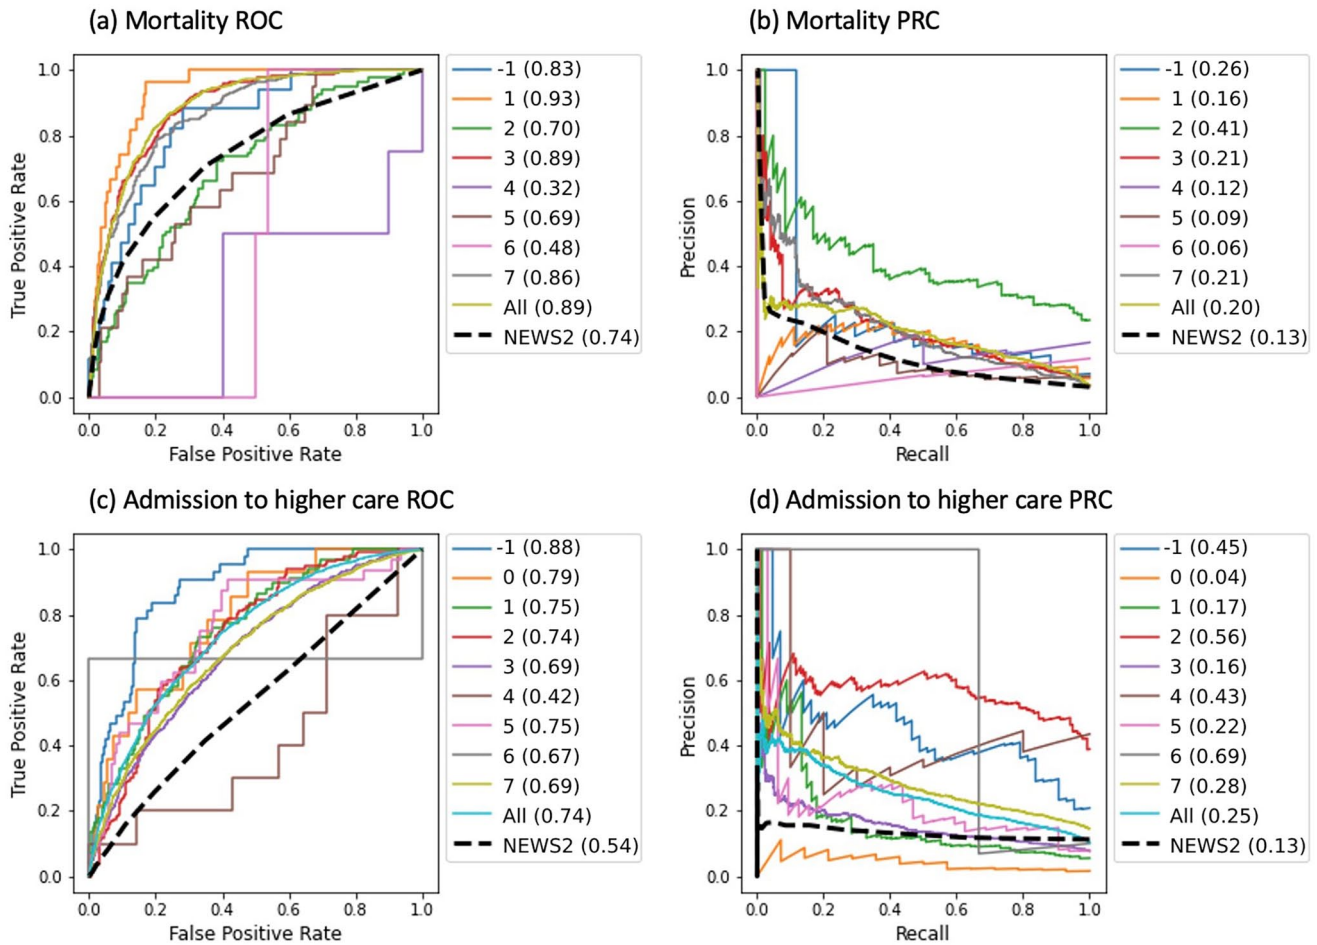 (a) Mortality ROC
1.0
0.8
0.6
0.4
0.2
0.0
True Positive Rate
0.0 0.2 0.4 0.6 0.8 1.0
False Positive Rate
-1 (0.83)
1 (0.93)
2 (0.70)
3 (0.89)
4 (0.32)
5 (0.69)
6 (0.48)
7 (0.86)
All (0.89)
NEWS2 (0.74)
(b) Mortality PRC
1.0
0.8
0.6
0.4
0.2
0.0
Precision
0.0 0.2 0.4 0.6 0.8 1.0
Recall
-1 (0.26)
1 (0.16)
2 (0.41)
3 (0.21)
4 (0.12)
5 (0.09)
6 (0.06)
7 (0.21)
All (0.20)
NEWS2 (0.13)
(c) Admission to higher care ROC
1.0
0.8
0.6
0.4
0.2
0.0
True Positive Rate
0.0 0.2 0.4 0.6 0.8 1.0
False Positive Rate
-1 (0.88)
0 (0.79)
1 (0.75)
2 (0.74)
3 (0.69)
4 (0.42)
5 (0.75)
6 (0.67)
7 (0.69)
All (0.74)
NEWS2 (0.54)
(d) Admission to higher care PRC
1.0
0.8
0.6
0.4
0.2
0.0
Precision
0.0 0.2 0.4 0.6 0.8 1.0
Recall
-1 (0.45)
0 (0.04)
1 (0.17)
2 (0.56)
3 (0.16)
4 (0.43)
5 (0.22)
6 (0.69)
7 (0.28)
All (0.25)
NEWS2 (0.13)